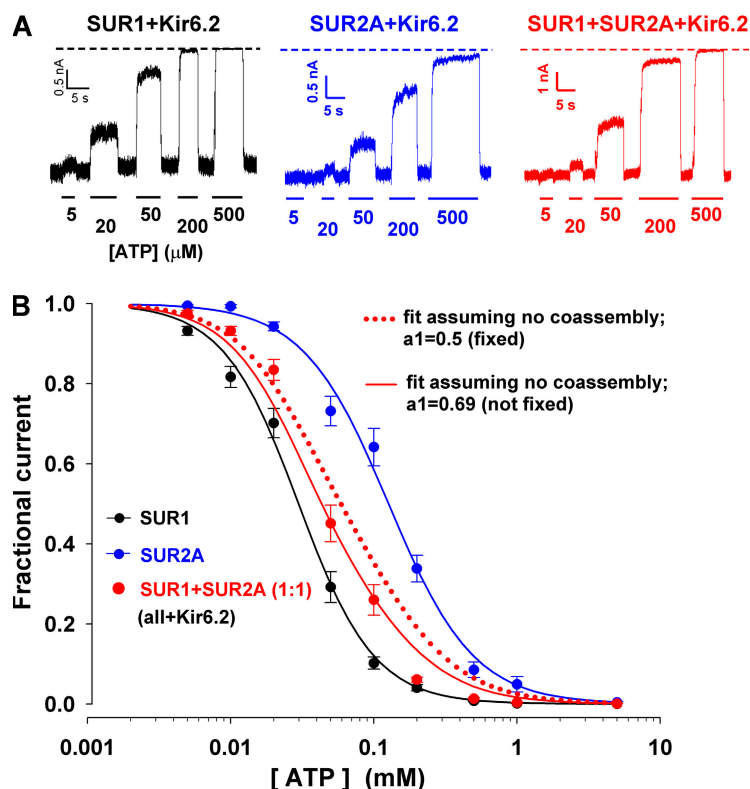 A
SUR1+Kir6.2
SUR2A+Kir6.2
SUR1+SUR2A+Kir6.2
0.5 nA
5 s
0.5 nA
5 s
1 nA
5 s
5
20
50
200
500
[ATP] (μM)
5
20
50
200
500
5
20
50
200
500
B
Fractional current
1.0
0.8
0.6
0.4
0.2
0.0
fit assuming no coassembly;
a1=0.5 (fixed)
fit assuming no coassembly;
a1=0.69 (not fixed)
SUR1
SUR2A
SUR1+SUR2A (1:1)
(all+Kir6.2)
0.001
0.01
0.1
1
10
[ ATP ] (mM)